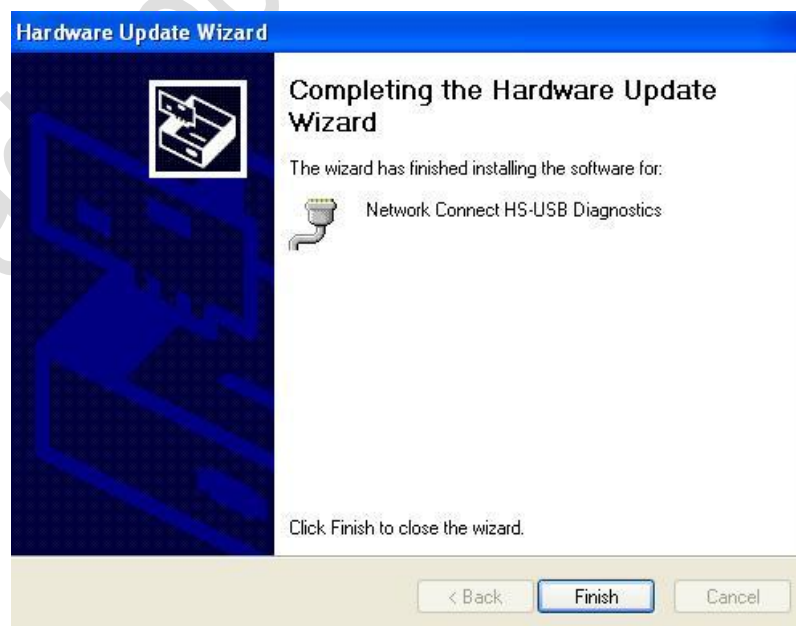 Hardware Update Wizard
Completing the Hardware Update
Wizard
The wizard has finished installing the software for:
Network Connect HS-USB Diagnostics
Click Finish to close the wizard.
< Back
Finish
Cancel